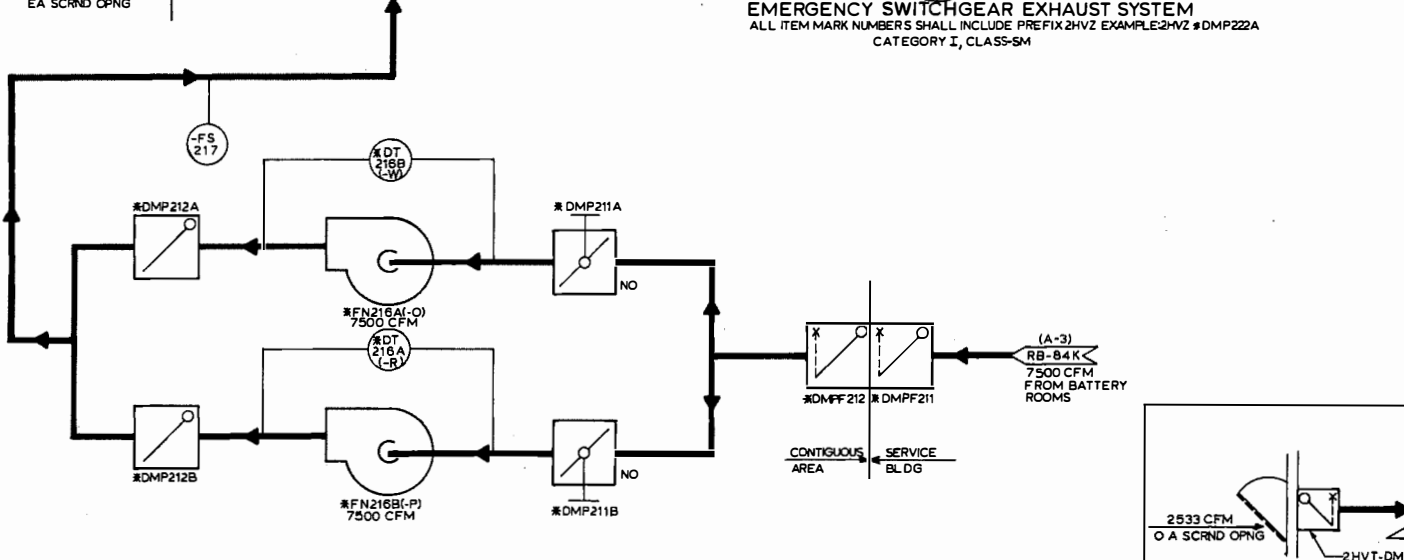 EA SCRND OPNG
EMERGENCY SWITCHGEAR EXHAUST SYSTEM
ALL ITEM MARK NUMBERS SHALL INCLUDE PREFIX 2HVZ EXAMPLE:2HVZ *DMP222A
CATEGORY I, CLASS-SM
-FS
217
*DT
216B
(-W)
*DMP212A
*DMP211A
NO
*FN216A(-O)
7500 CFM
*DT
216A
(-R)
(A-3)
RB-84K
7500 CFM
FROM BATTERY
ROOMS
*DMPF212
*DMPF211
CONTIGUOUS
AREA
SERVICE
BLDG
*DMP212B
NO
*FN216B(-P)
7500 CFM
*DMP211B
2533 CFM
O A SCRND OPNG
2HVT-DM